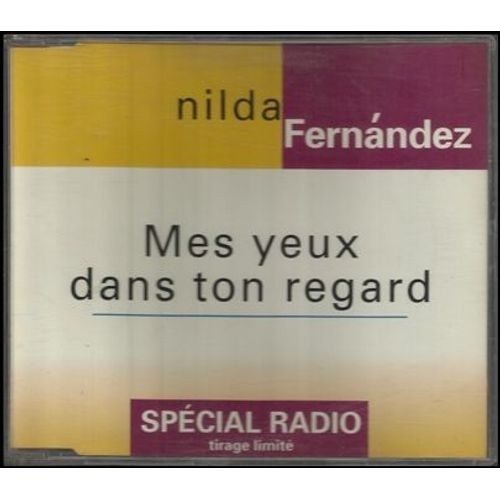 nilda
Fernández
Mes yeux
dans ton regard
SPÉCIAL RADIO
tirage limité